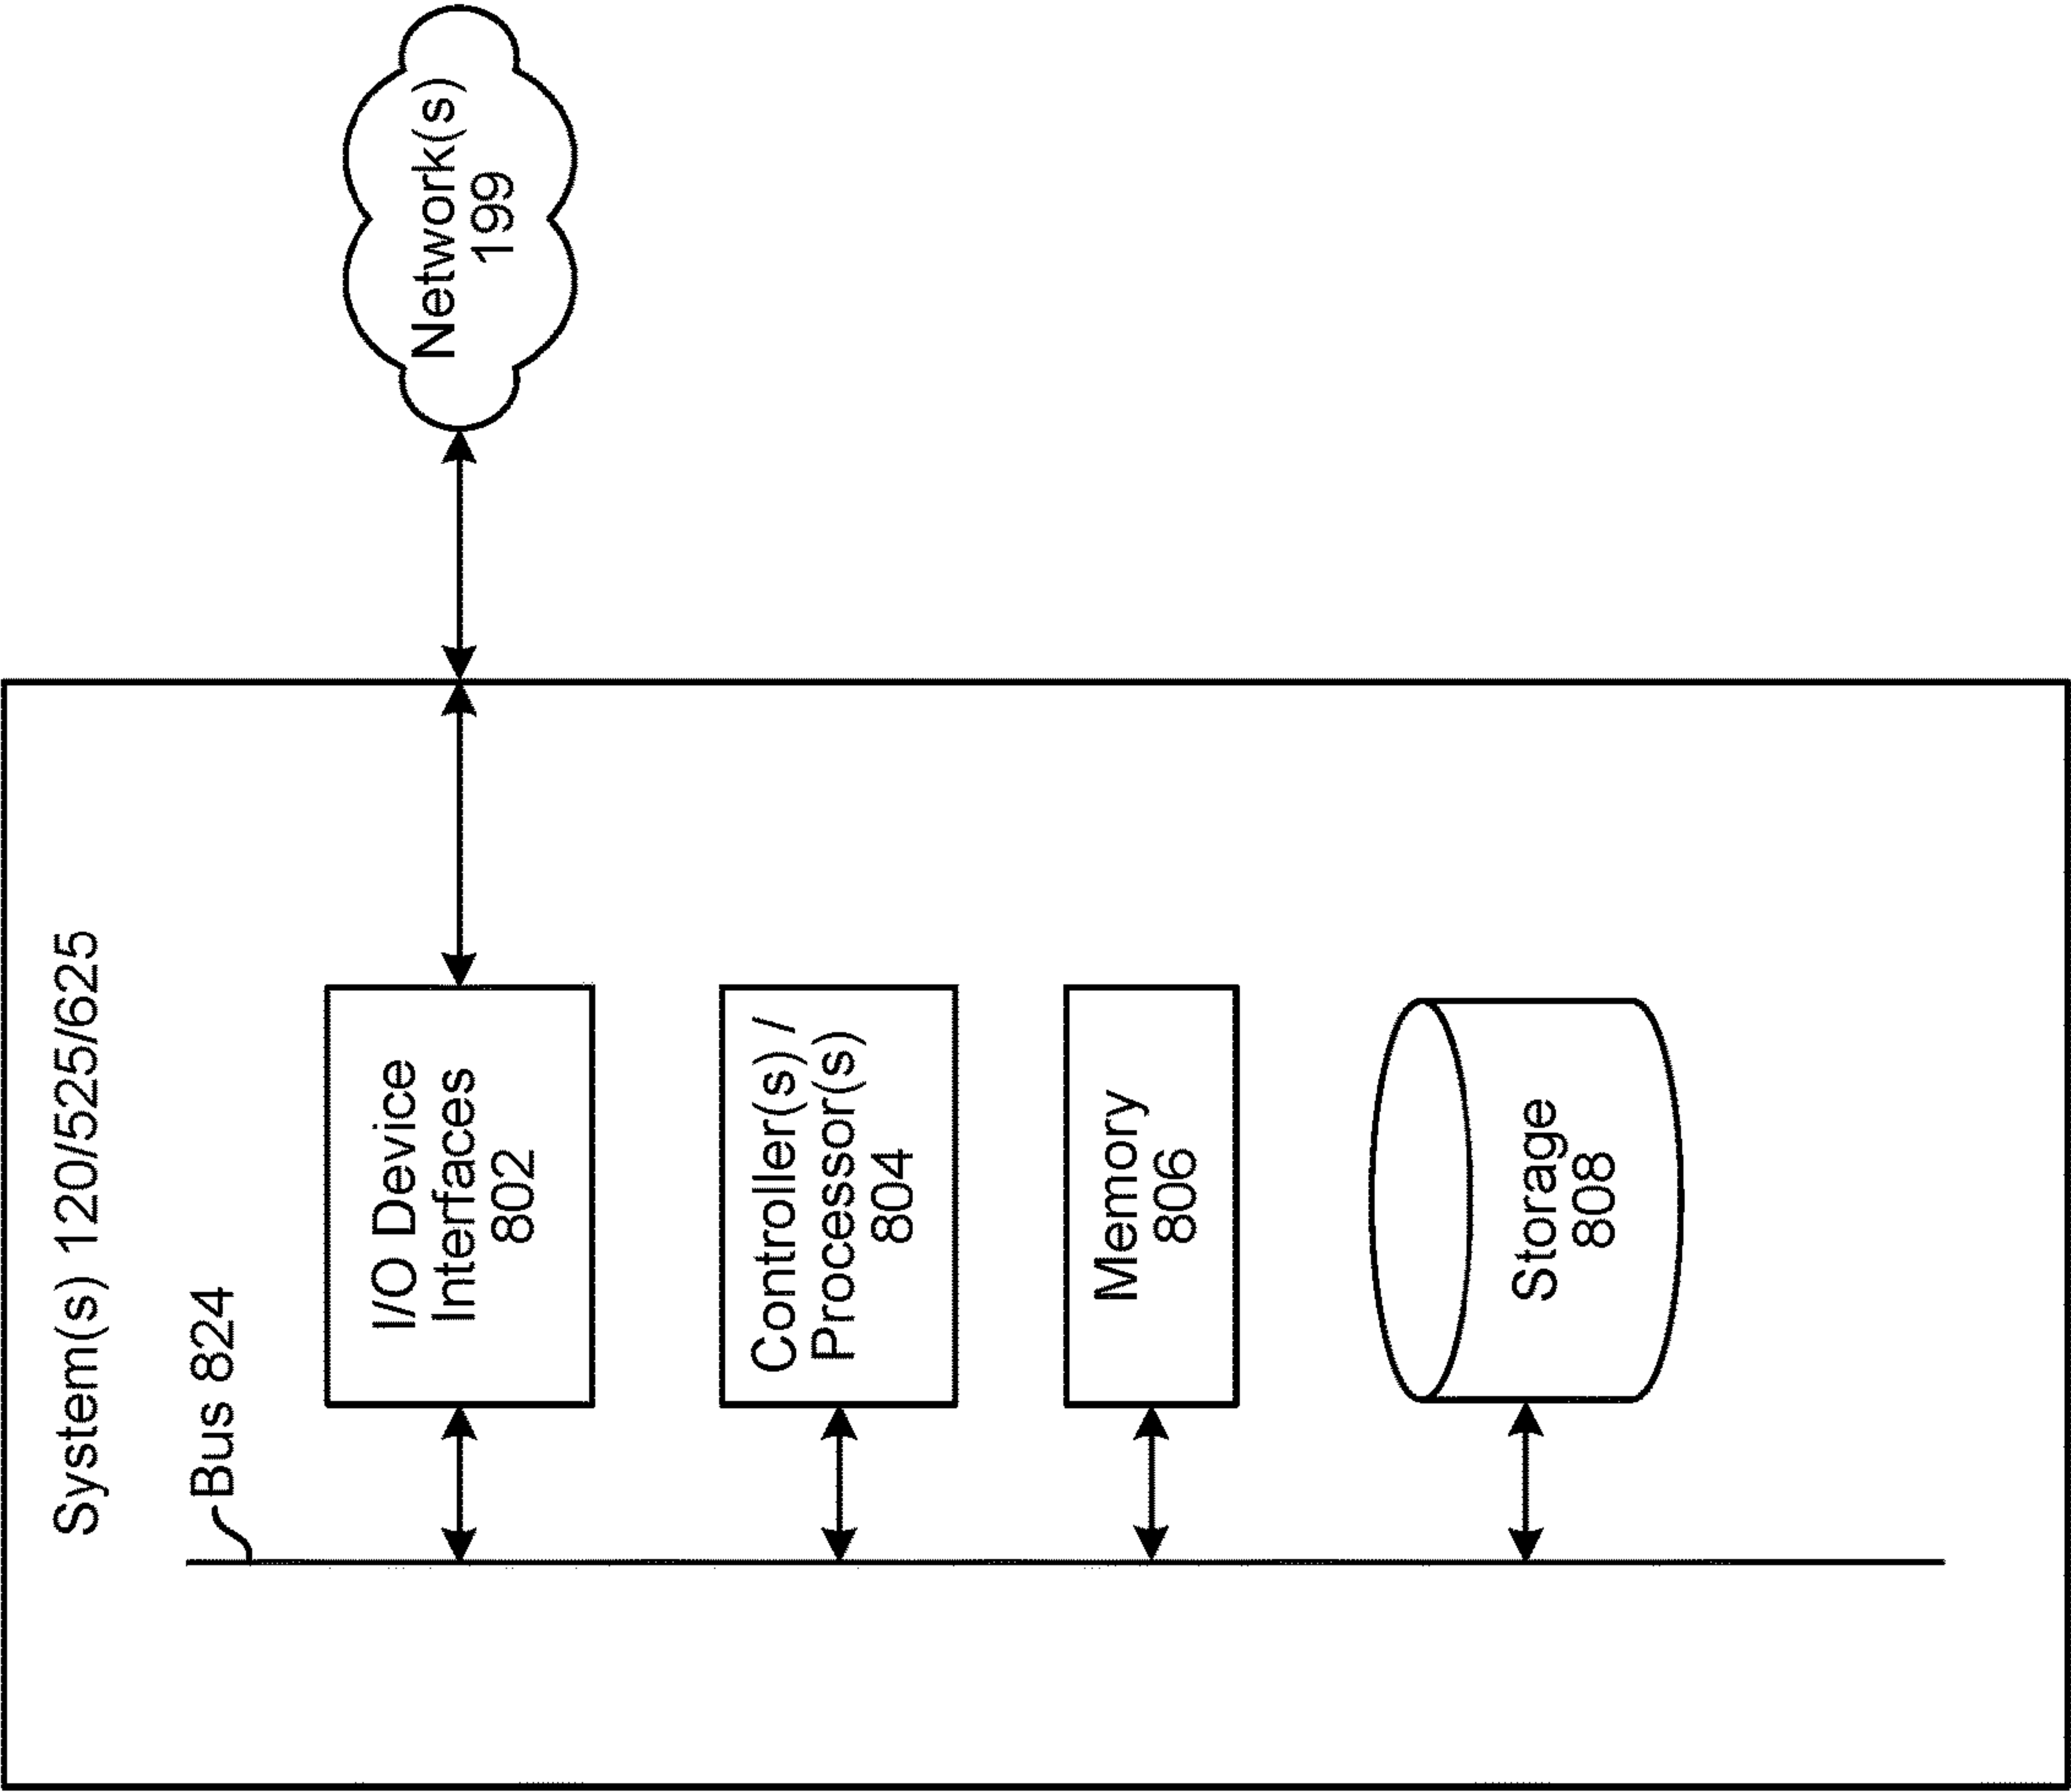 System(s) 120/525/625
Bus 824
I/O Device
Interfaces
802
Controller(s) /
Processor(s)
804
Memory
806
Storage
808
Network(s)
199